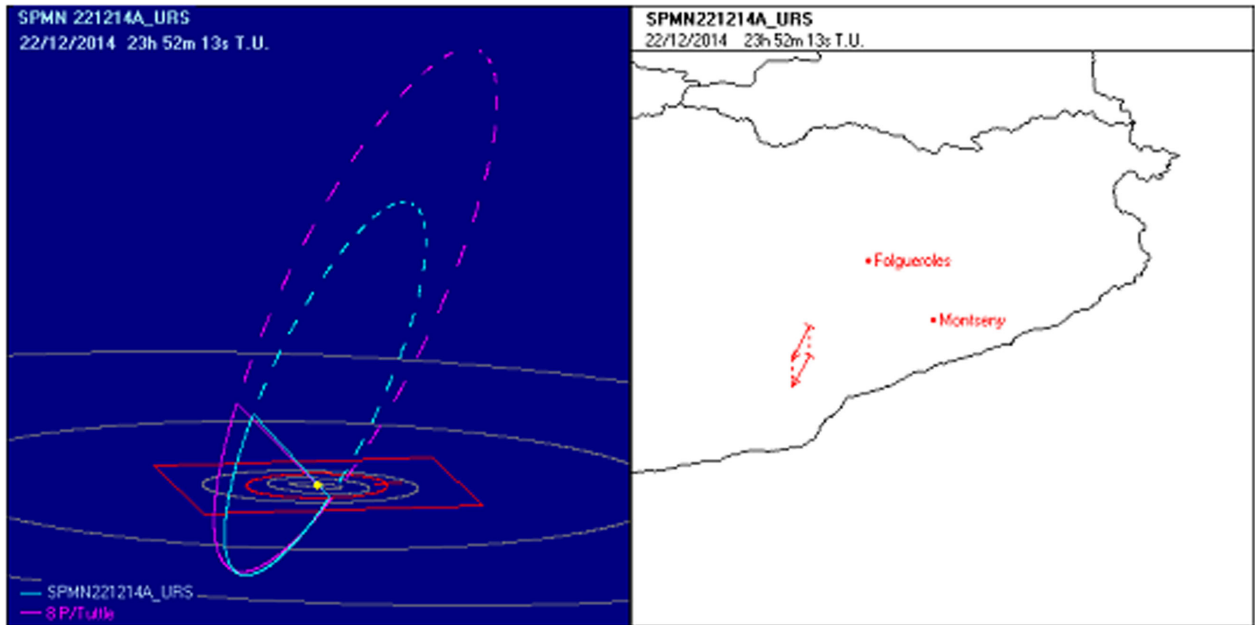 SPMN 221214A_URS
22/12/2014 23h 52m 13s T.U.
SPMN221214A_URS
8P/Tuttle
SPMN221214A_URS
22/12/2014 23h 52m 13s T.U.
Folgueroles
Montseny